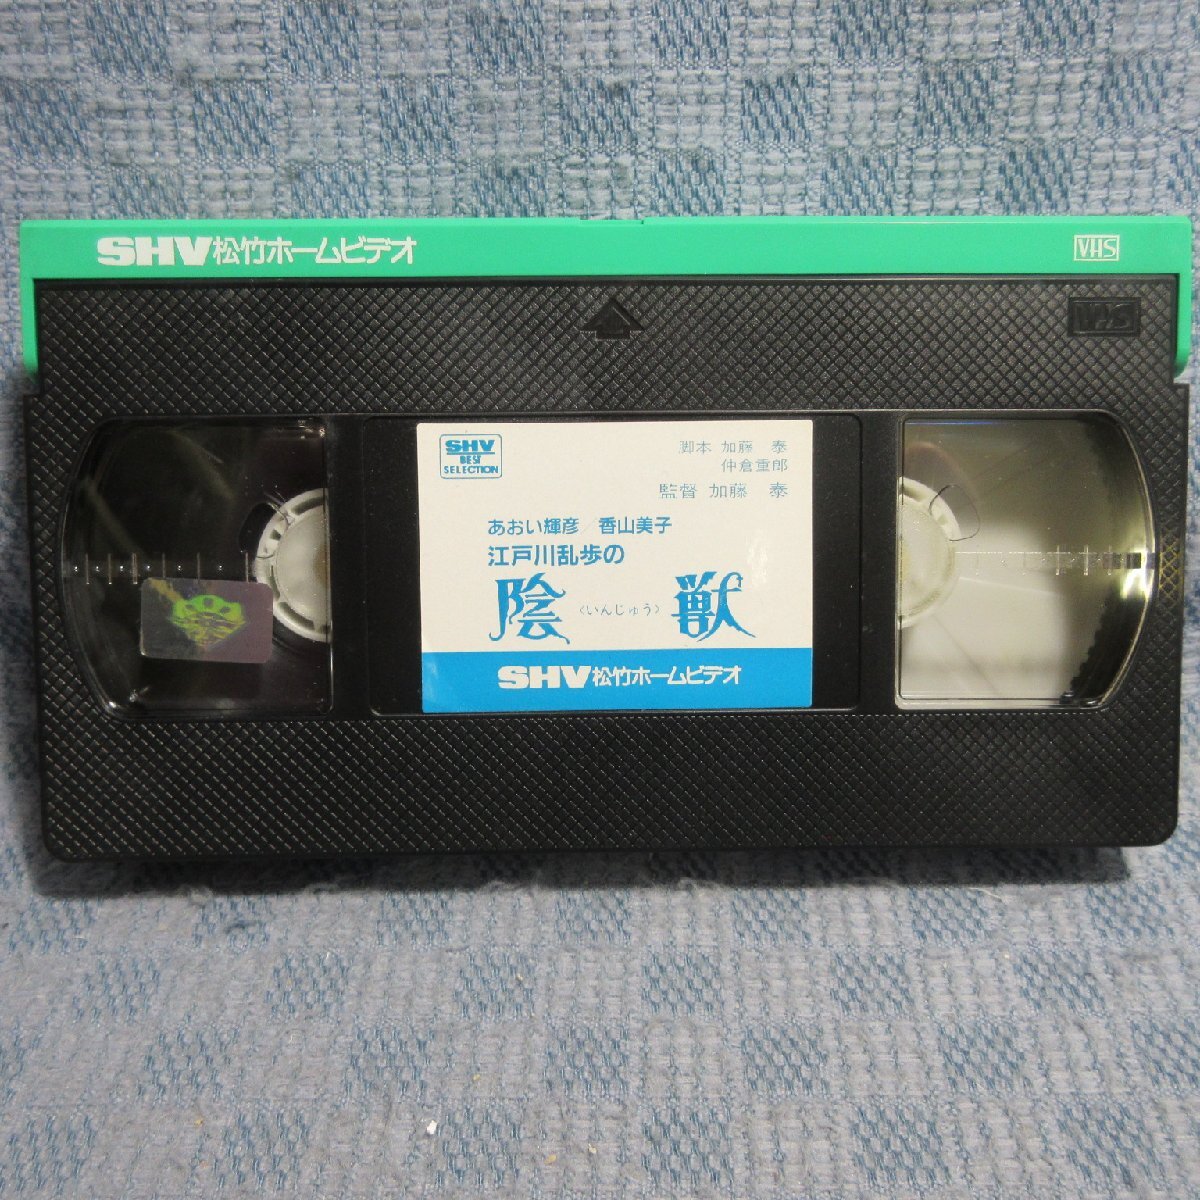 SHV松竹ホームビデオ
VHS
VHS
SHV
BEST
SELECTION
脚本 加藤 泰
仲倉重郎
監督 加藤 泰
あおい輝彦／香山美子
江戸川乱歩の
陰〈いんじゅう〉獣
SHV松竹ホームビデオ